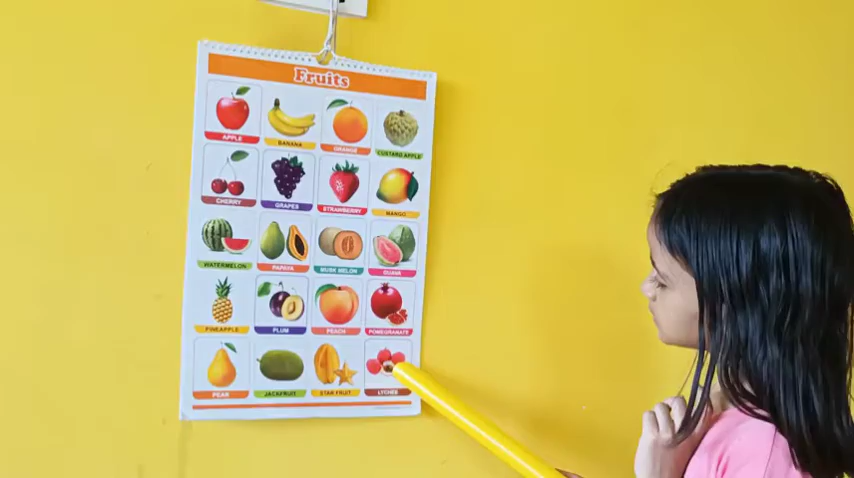 Fruits
APPLE
BANANA
ORANGE
CUSTARD APPLE
CHERRY
GRAPES
STRAWBERRY
MANGO
WATERMELON
PAPAYA
MUSK MELON
GUAVA
PINEAPPLE
PLUM
PEACH
POMEGRANATE
PEAR
JACKFRUIT
STAR FRUIT
LYCHEE